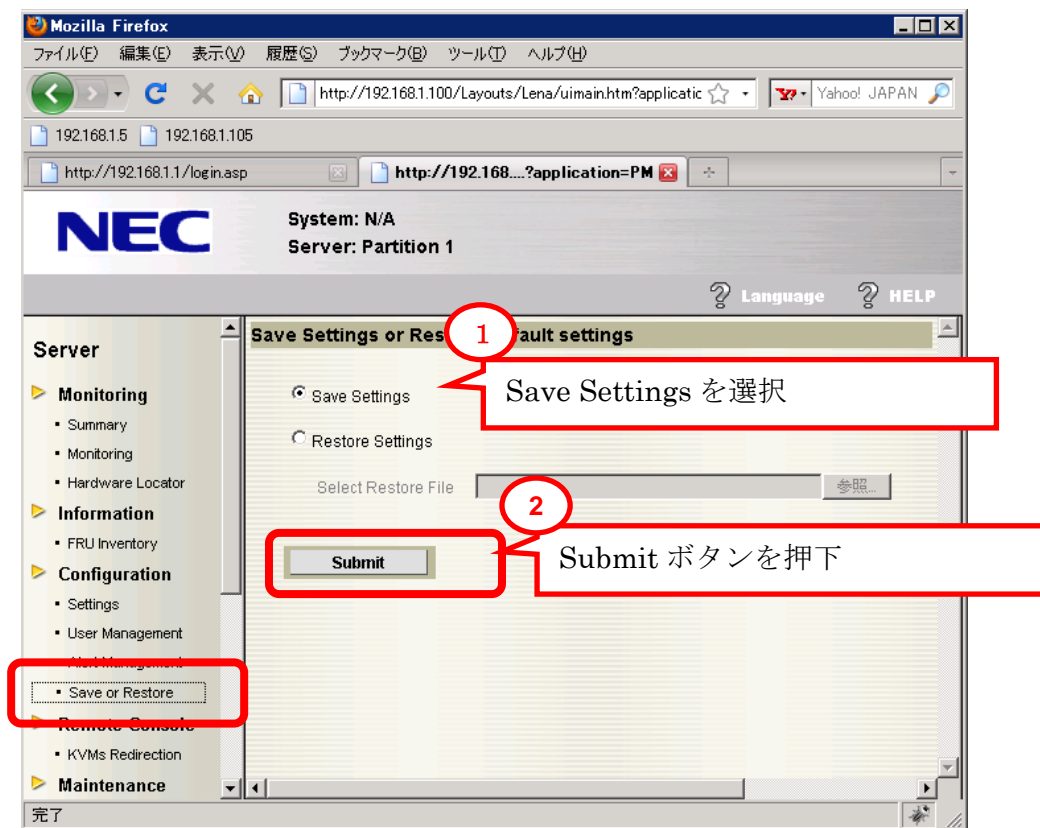 Mozilla Firefox
ファイル(F) 編集(E) 表示(V) 履歴(S) ブックマーク(B) ツール(T) ヘルプ(H)
http://192.168.1.100/Layouts/Lena/uimain.htm?applicatic
Yahoo! JAPAN
192.168.1.5 192.168.1.105
http://192.168.1.1/login.asp
http://192.168....?application=PM
NEC
System: N/A
Server: Partition 1
Language HELP
Server
Monitoring
Summary
Monitoring
Hardware Locator
Information
FRU Inventory
Configuration
Settings
User Management
Save or Restore
Remote Console
KVMs Redirection
Maintenance
Save Settings or Res
ault settings
1
Save Settings を選択
Save Settings
Restore Settings
Select Restore File
参照...
2
Submit ボタンを押下
Submit
完了